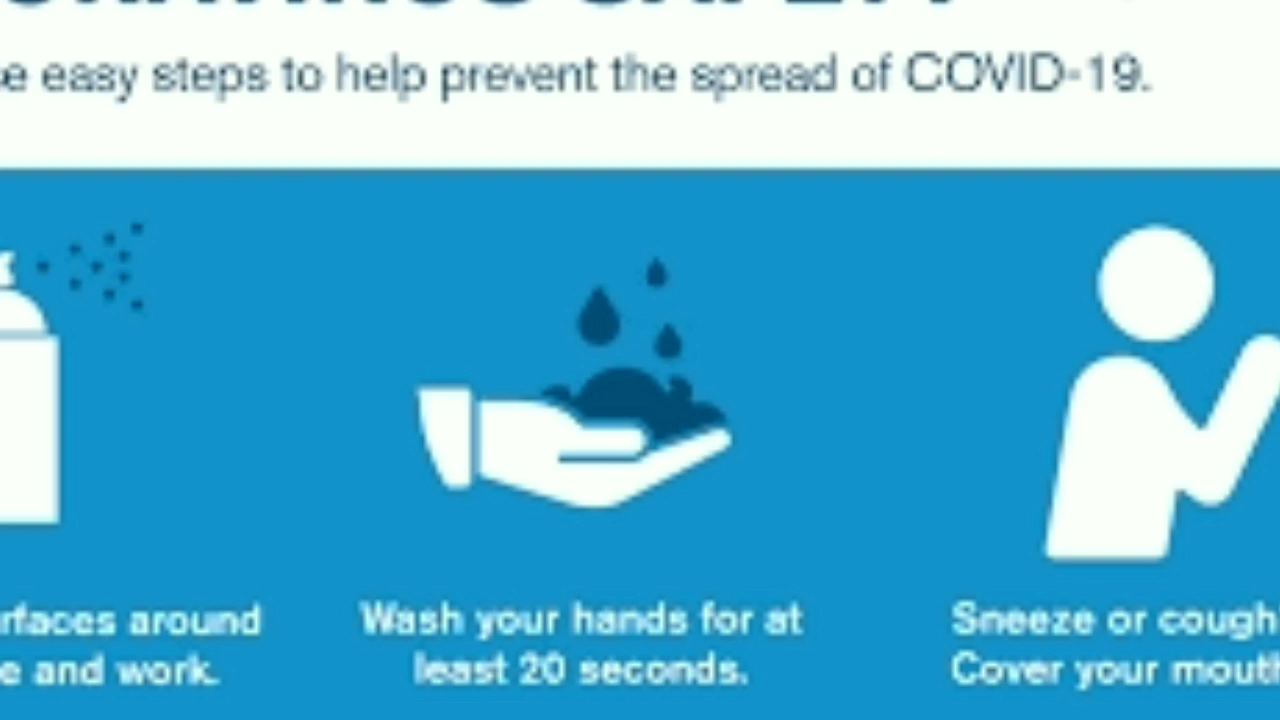 easy steps to help prevent the spread of COVID-19.
around
and work.
Wash your hands for at
least 20 seconds.
Sneeze or cough
Cover your mouth